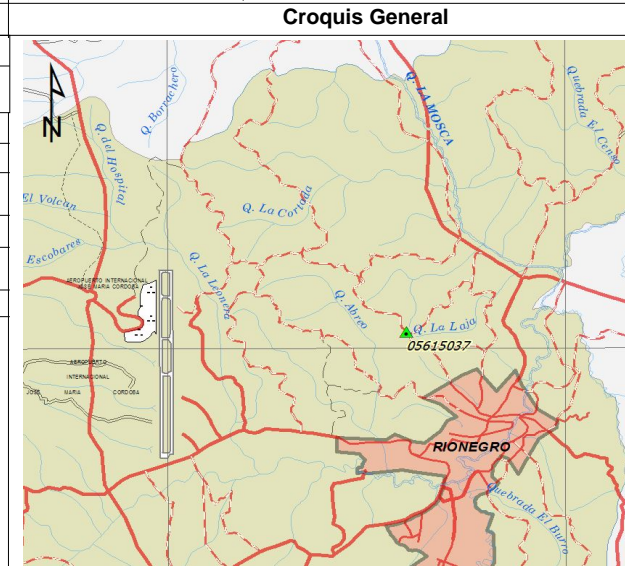 Croquis General
N
Q. Borrachero
Q. LA MOSCA
Quebrada El Censo
Q. del Hospital
El Volcan
Q. La Cortada
Escobares
AEROPUERTO INTERNACIONAL
JOSE MARIA CORDOBA
Q. La Leonera
Q. Abreo
Q. La Laja
05615037
AEROPUERTO
INTERNACIONAL
JOSE MARIA CORDOBA
RIONEGRO
Quebrada El Burro